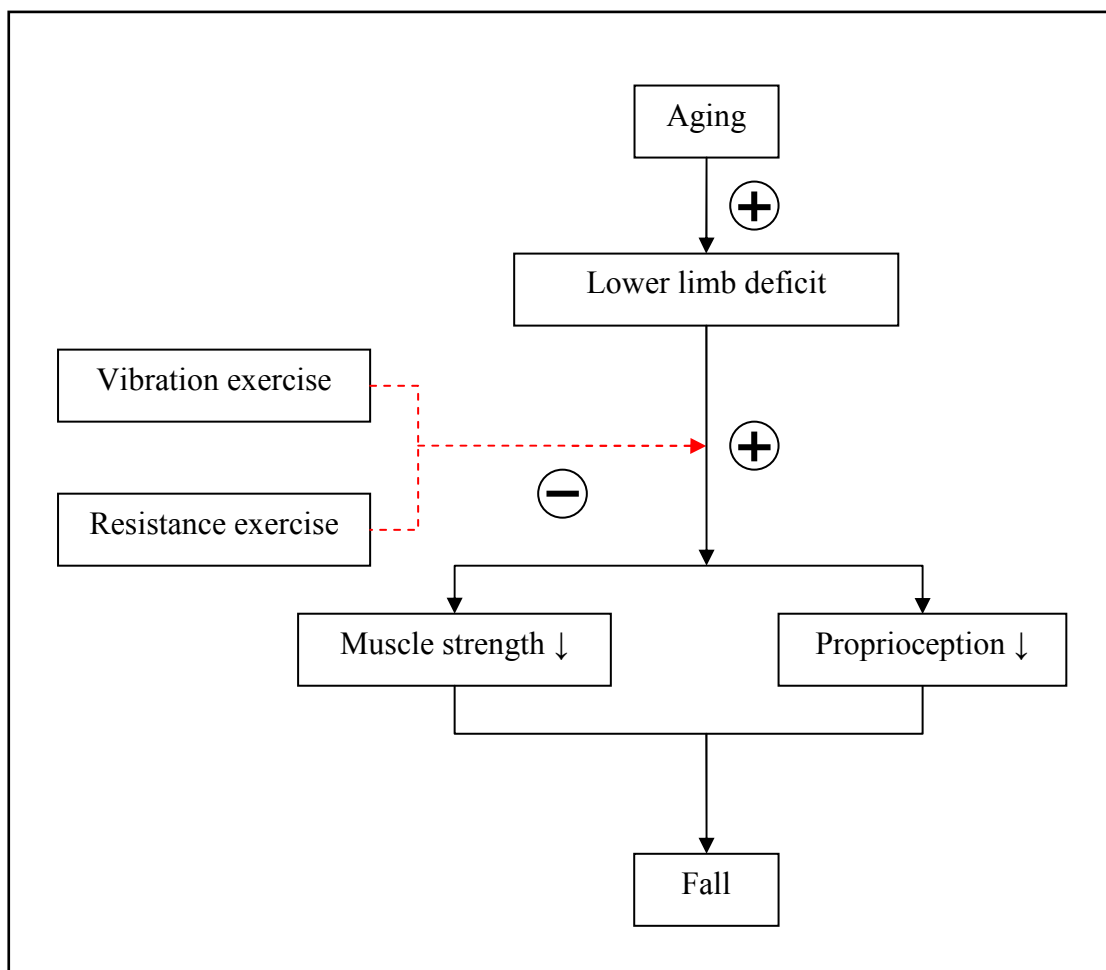 Aging
+
Lower limb deficit
Vibration exercise
+
−
Resistance exercise
Muscle strength ↓
Proprioception ↓
Fall